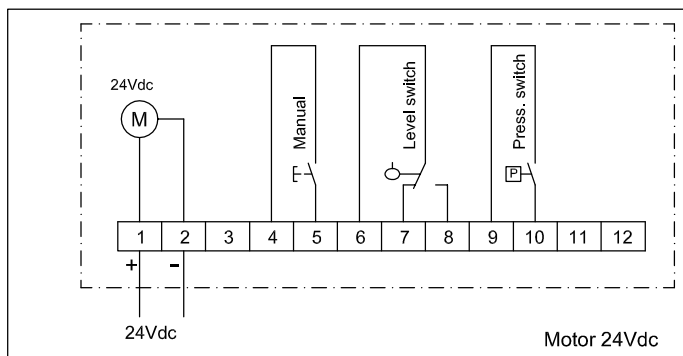 24Vdc
M
Manual
Level switch
Press. switch
P
1 2 3 4 5 6 7 8 9 10 11 12
+ -
24Vdc
Motor 24Vdc